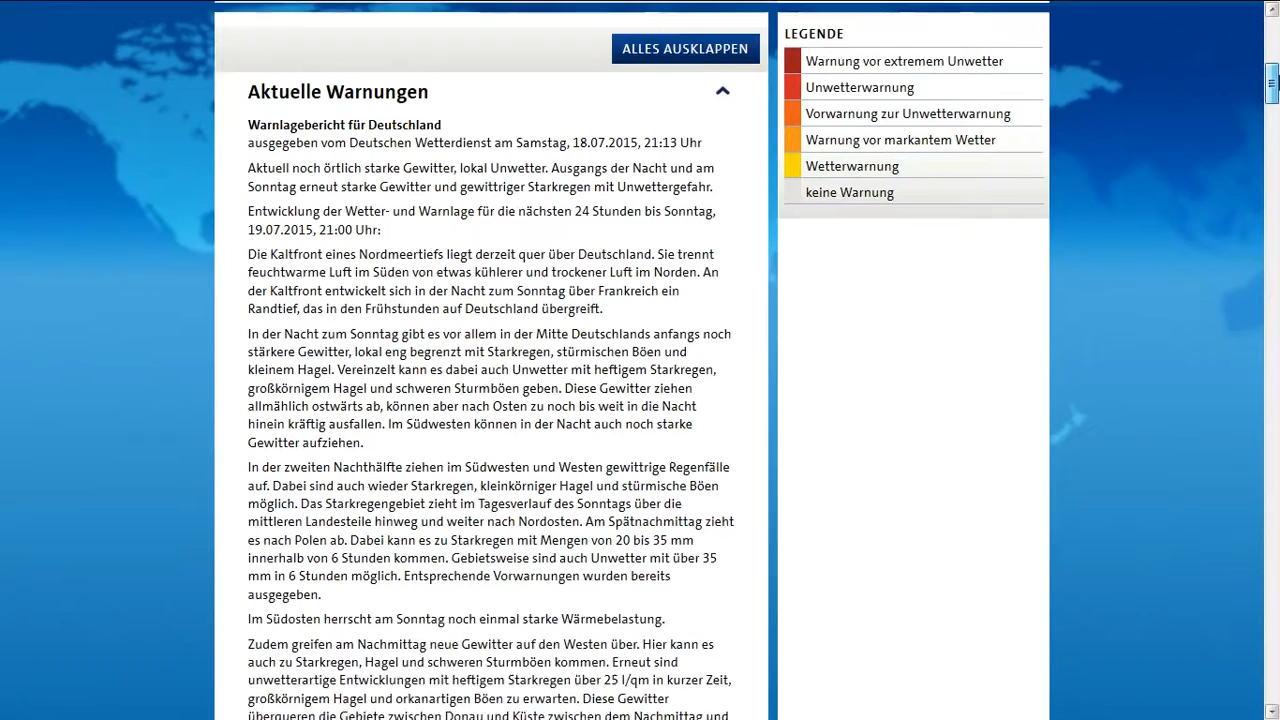 ALLES AUSKLAPPEN
Aktuelle Warnungen
Warnlagebericht für Deutschland
ausgegeben vom Deutschen Wetterdienst am Samstag, 18.07.2015, 21:13 Uhr
Aktuell noch örtlich starke Gewitter, lokal Unwetter. Ausgangs der Nacht und am
Sonntag erneut starke Gewitter und gewittriger Starkregen mit Unwettergefahr.
Entwicklung der Wetter- und Warnlage für die nächsten 24 Stunden bis Sonntag,
19.07.2015, 21:00 Uhr:
Die Kaltfront eines Nordmeertiefs liegt derzeit quer über Deutschland. Sie trennt
feuchtwarme Luft im Süden von etwas kühlerer und trockener Luft im Norden. An
der Kaltfront entwickelt sich in der Nacht zum Sonntag über Frankreich ein
Randtief, das in den Frühstunden auf Deutschland übergreift.
In der Nacht zum Sonntag gibt es vor allem in der Mitte Deutschlands anfangs noch
stärkere Gewitter, lokal eng begrenzt mit Starkregen, stürmischen Böen und
kleinem Hagel. Vereinzelt kann es dabei auch Unwetter mit heftigem Starkregen,
großkörnigem Hagel und schweren Sturmböen geben. Diese Gewitter ziehen
allmählich ostwärts ab, können aber nach Osten zu noch bis weit in die Nacht
hinein kräftig ausfallen. Im Südwesten können in der Nacht auch noch starke
Gewitter aufziehen.
In der zweiten Nachthälfte ziehen im Südwesten und Westen gewittrige Regenfälle
auf. Dabei sind auch wieder Starkregen, kleinkörniger Hagel und stürmische Böen
möglich. Das Starkregengebiet zieht im Tagesverlauf des Sonntags über die
mittleren Landesteile hinweg und weiter nach Nordosten. Am Spätnachmittag zieht
es nach Polen ab. Dabei kann es zu Starkregen mit Mengen von 20 bis 35 mm
innerhalb von 6 Stunden kommen. Gebietsweise sind auch Unwetter mit über 35
mm in 6 Stunden möglich. Entsprechende Vorwarnungen wurden bereits
ausgegeben.
Im Südosten herrscht am Sonntag noch einmal starke Wärmebelastung.
Zudem greifen am Nachmittag neue Gewitter auf den Westen über. Hier kann es
auch zu Starkregen, Hagel und schweren Sturmböen kommen. Erneut sind
unwetterartige Entwicklungen mit heftigem Starkregen über 25 l/qm in kurzer Zeit,
großkörnigem Hagel und orkanartigen Böen zu erwarten. Diese Gewitter
überqueren die Gebiete zwischen Donau und Küste zwischen dem Nachmittag und
LEGENDE
Warnung vor extremem Unwetter
Unwetterwarnung
Vorwarnung zur Unwetterwarnung
Warnung vor markantem Wetter
Wetterwarnung
keine Warnung